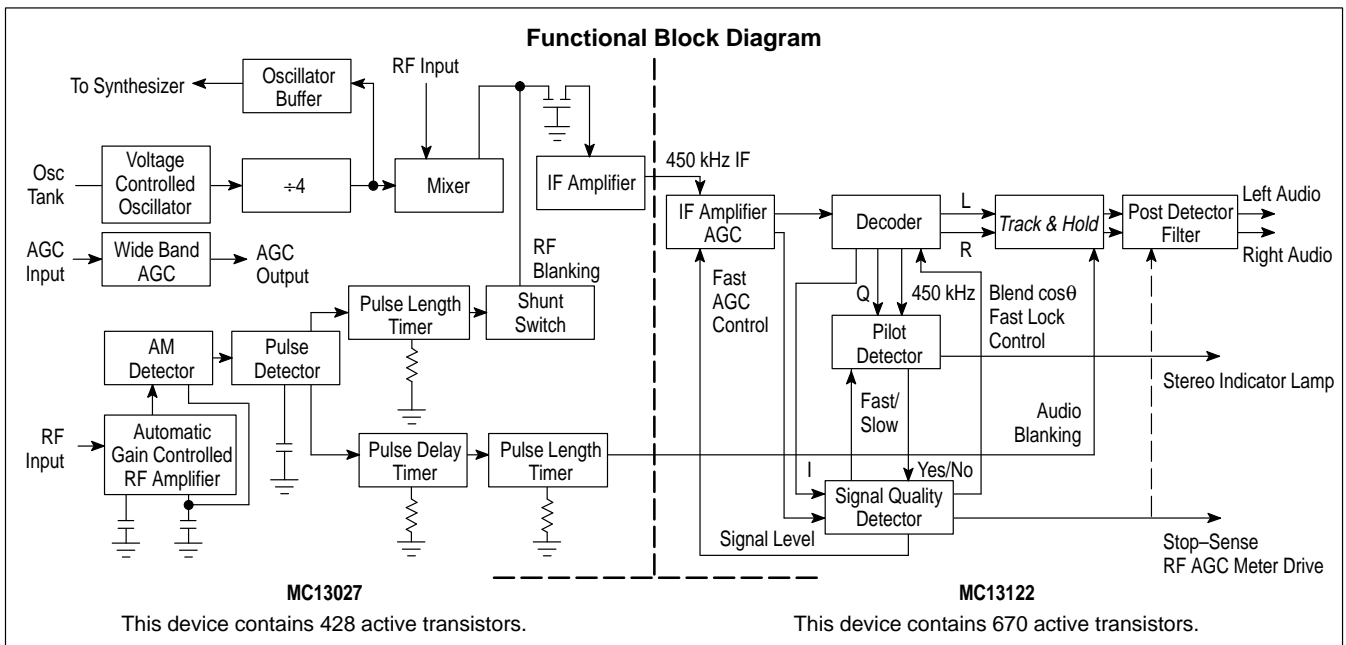 Functional Block Diagram
To Synthesizer
Oscillator
Buffer
RF Input
Osc
Tank
Voltage
Controlled
Oscillator
÷4
Mixer
IF Amplifier
450 kHz IF
AGC
Input
Wide Band
AGC
AGC
Output
RF
Blanking
Pulse Length
Timer
Shunt
Switch
AM
Detector
Pulse
Detector
RF
Input
Automatic
Gain Controlled
RF Amplifier
Pulse Delay
Timer
Pulse Length
Timer
IF Amplifier
AGC
Decoder
L
R
Track & Hold
Post Detector
Filter
Left Audio
Right Audio
Fast
AGC
Control
Q
450 kHz
Blend cosθ
Fast Lock
Control
Pilot
Detector
Stereo Indicator Lamp
Fast/
Slow
Audio
Blanking
I
Yes/No
Signal Quality
Detector
Signal Level
Stop–Sense
RF AGC Meter Drive
MC13027
This device contains 428 active transistors.
MC13122
This device contains 670 active transistors.